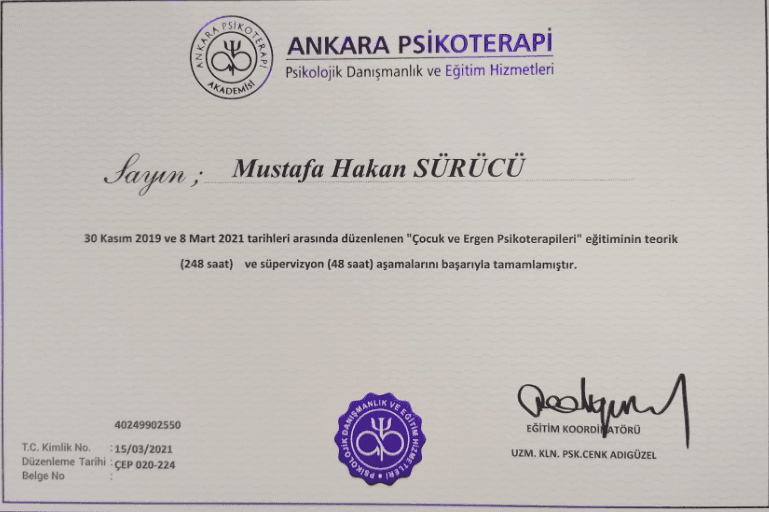 ANKARA PSİKOTERAPİ
AKADEMİSİ
ANKARA PSİKOTERAPİ
Psikolojik Danışmanlık ve Eğitim Hizmetleri
Sayın ; Mustafa Hakan SÜRÜCÜ
30 Kasım 2019 ve 8 Mart 2021 tarihleri arasında düzenlenen "Çocuk ve Ergen Psikoterapileri" eğitiminin teorik
(248 saat) ve süpervizyon (48 saat) aşamalarını başarıyla tamamlamıştır.
40249902550
T.C. Kimlik No. : 15/03/2021
Düzenleme Tarihi : ÇEP 020-224
Belge No :
PSİKOLOJİK DANIŞMANLIK VE EĞİTİM HİZMETLERİ
EĞİTİM KOORDİNATÖRÜ
UZM. KLN. PSK.CENK ADIGÜZEL